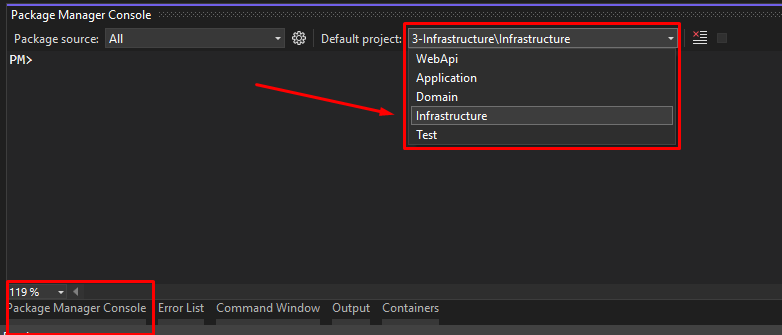 Package Manager Console
Package source: All Default project: 3-Infrastructure\Infrastructure
PM>
WebApi
Application
Domain
Infrastructure
Test
119 %
Package Manager Console Error List Command Window Output Containers